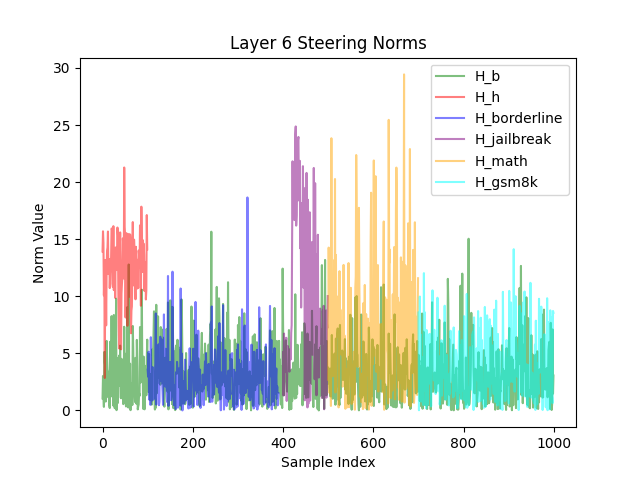 Layer 6 Steering Norms
30
25
20
15
10
5
0
Norm Value
H_b
H_h
H_borderline
H_jailbreak
H_math
H_gsm8k
0 200 400 600 800 1000
Sample Index